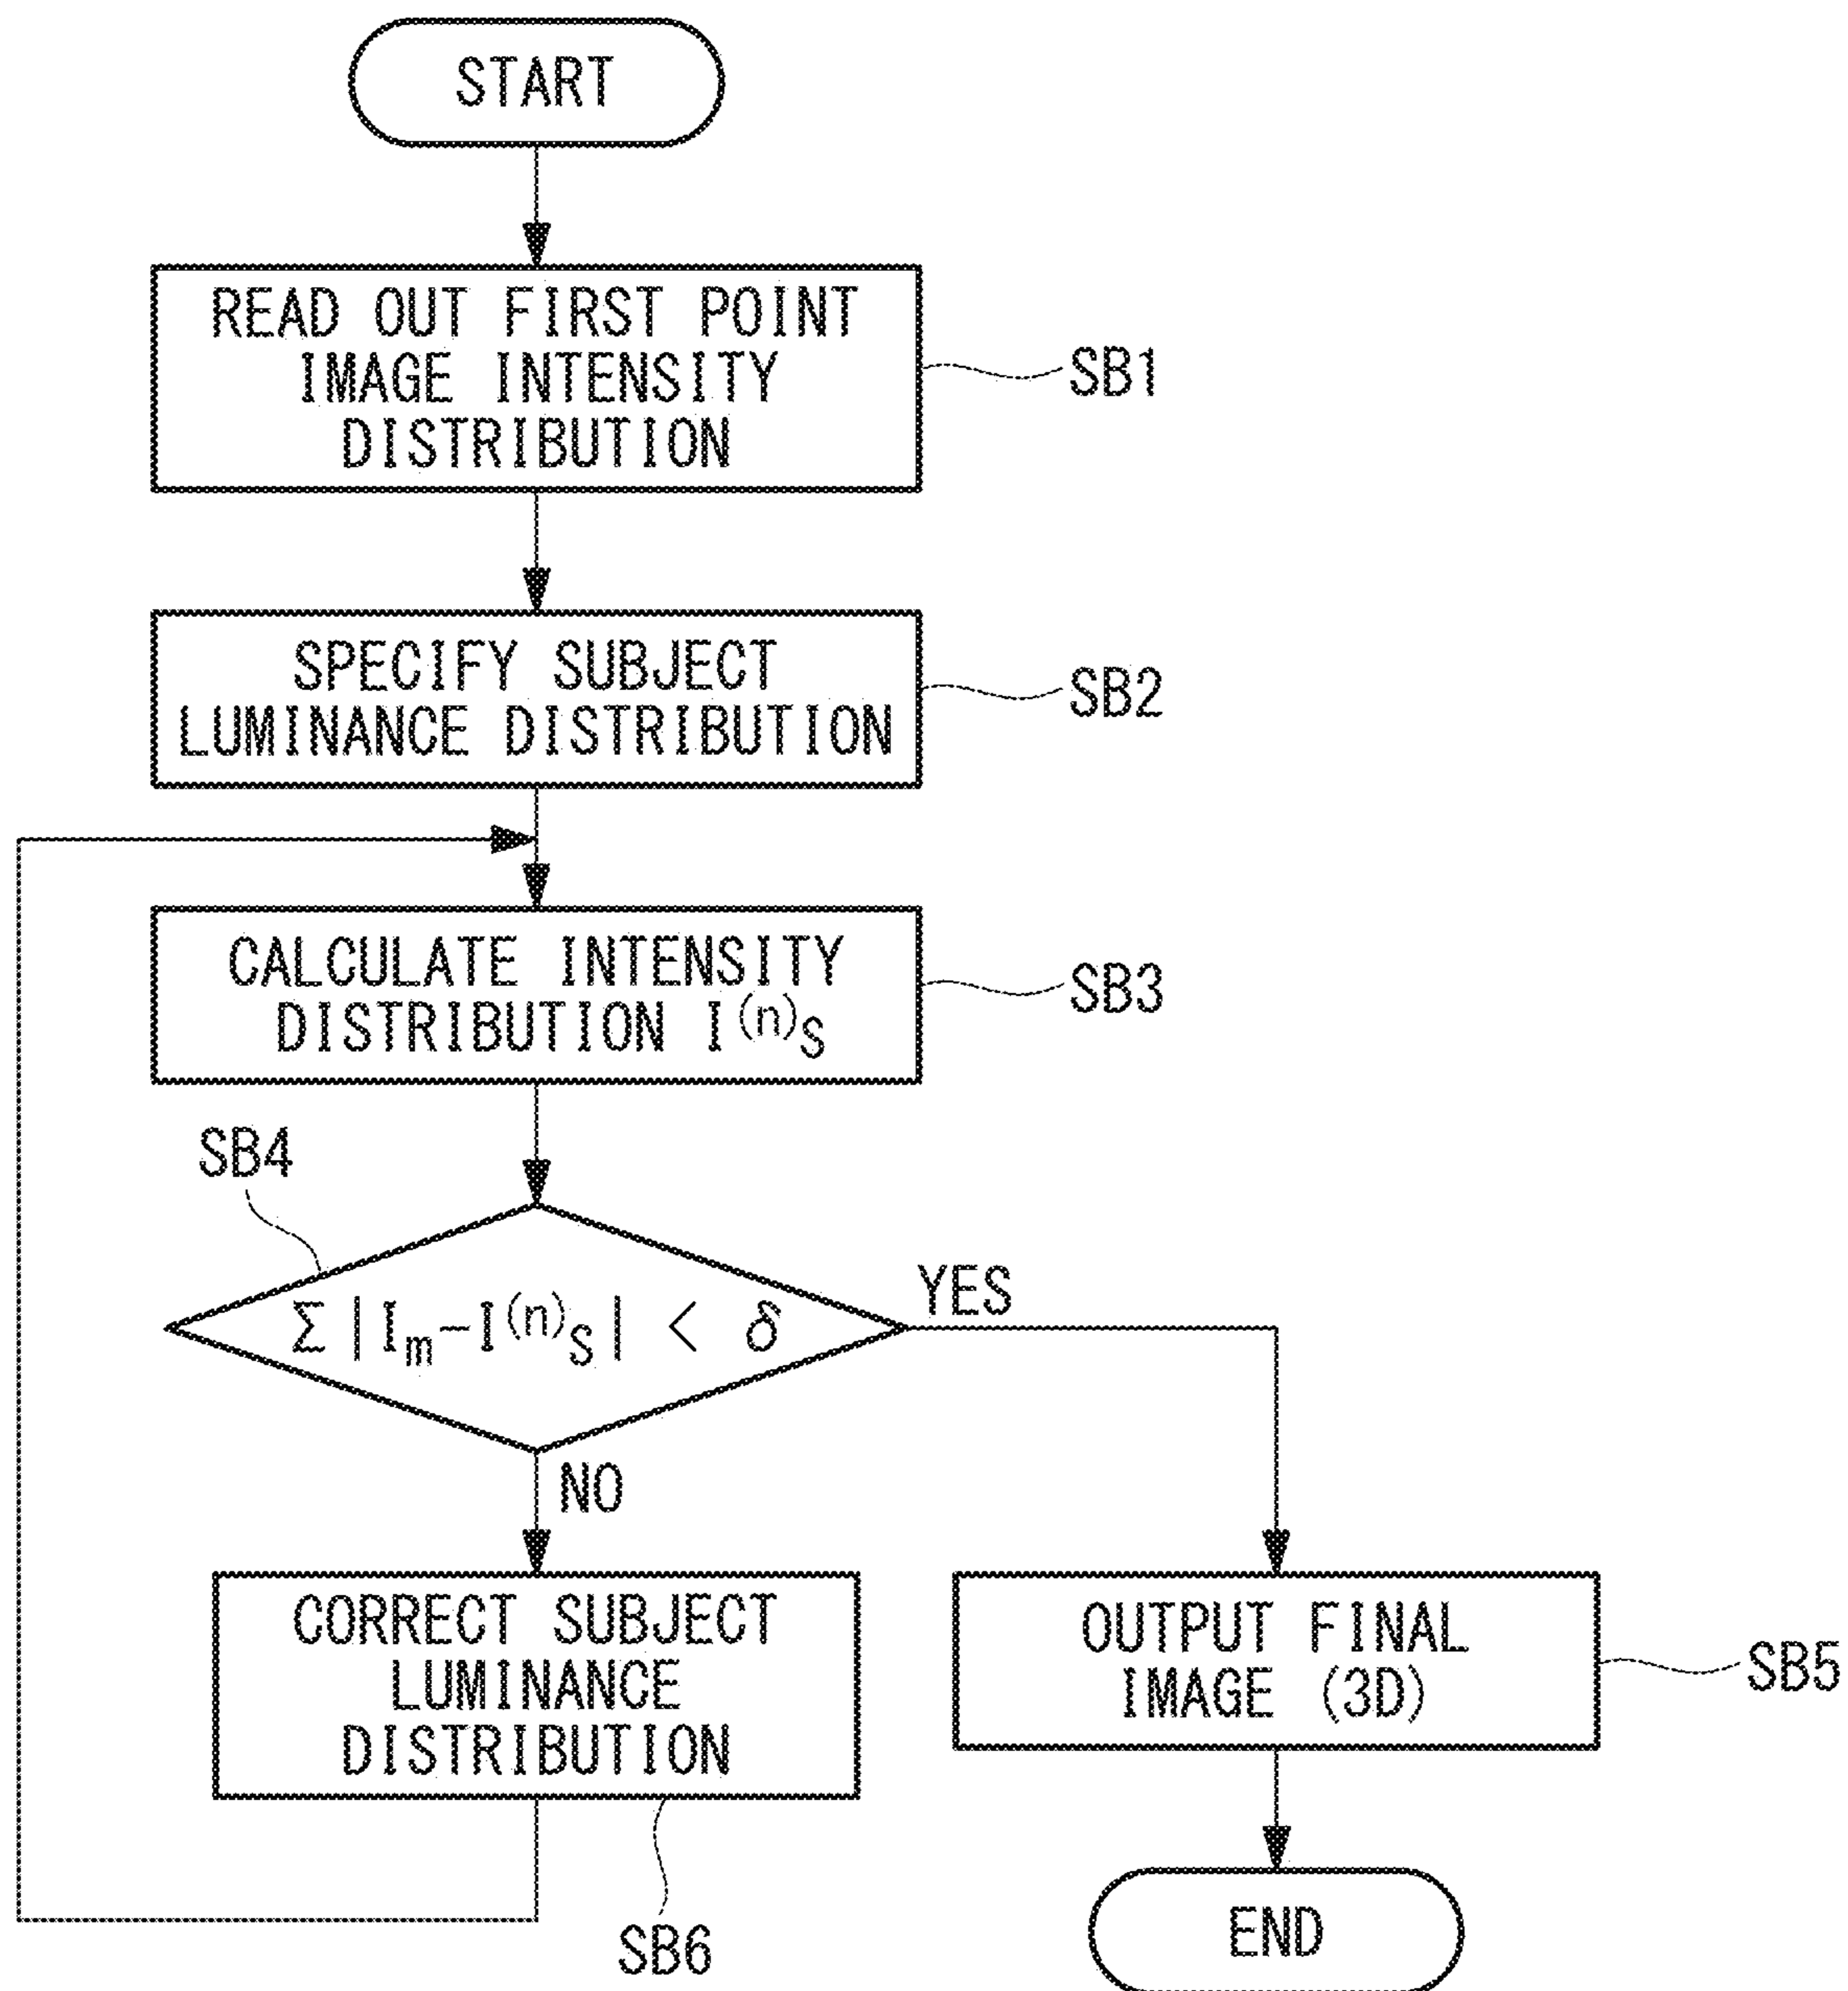 START
READ OUT FIRST POINT
IMAGE INTENSITY
DISTRIBUTION
SB1
SPECIFY SUBJECT
LUMINANCE DISTRIBUTION
SB2
CALCULATE INTENSITY
DISTRIBUTION I⁽ⁿ⁾S
SB3
SB4
Σ|Iₘ-I⁽ⁿ⁾S| < δ
YES
NO
CORRECT SUBJECT
LUMINANCE
DISTRIBUTION
SB6
OUTPUT FINAL
IMAGE (3D)
SB5
END